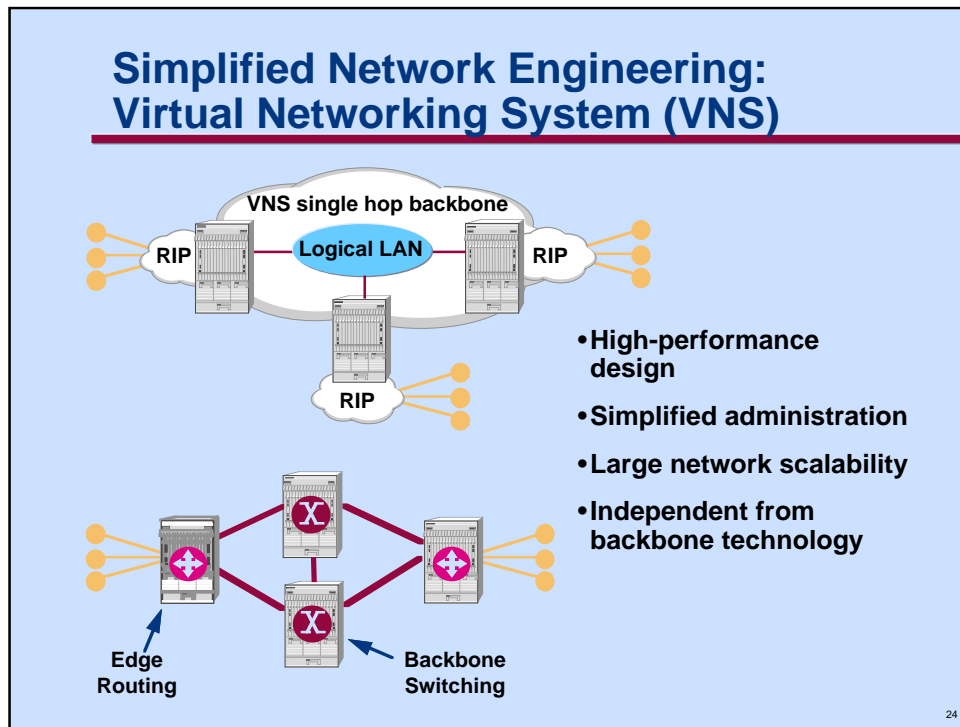 Simplified Network Engineering:
Virtual Networking System (VNS)
VNS single hop backbone
RIP
Logical LAN
RIP
RIP
•High-performance
design
•Simplified administration
•Large network scalability
•Independent from
backbone technology
Edge
Routing
Backbone
Switching
24